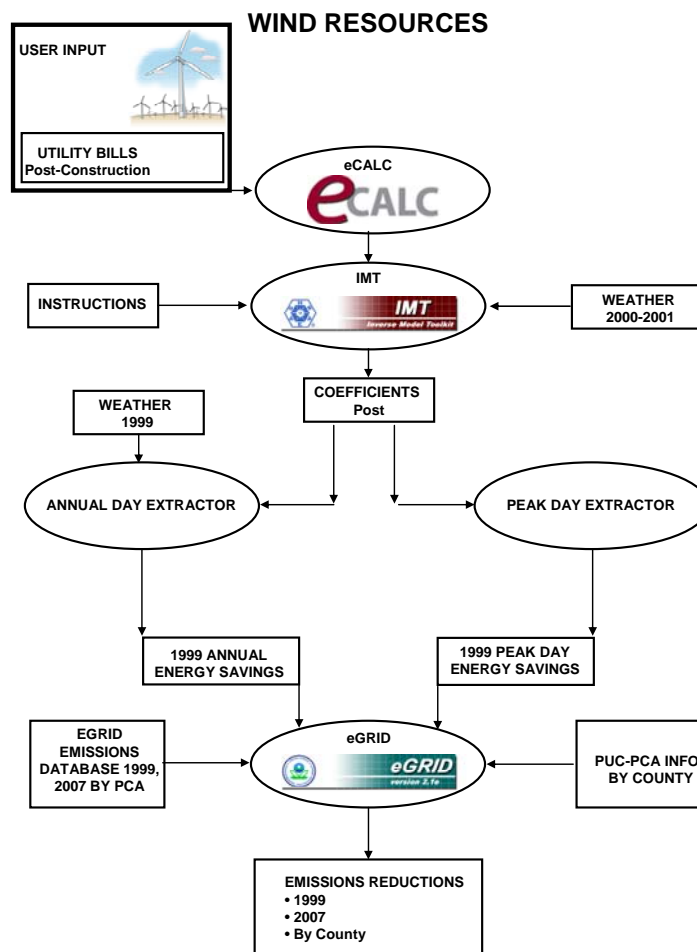 WIND RESOURCES
USER INPUT
UTILITY BILLS
Post-Construction
eCALC
eCALC
IMT
INSTRUCTIONS
IMT
Inverse Model Toolkit
WEATHER
2000-2001
COEFFICIENTS
Post
WEATHER
1999
ANNUAL DAY EXTRACTOR
PEAK DAY EXTRACTOR
1999 ANNUAL
ENERGY SAVINGS
1999 PEAK DAY
ENERGY SAVINGS
EGRID
EMISSIONS
DATABASE 1999,
2007 BY PCA
eGRID
eGRID
version 2.1e
PUC-PCA INFO
BY COUNTY
EMISSIONS REDUCTIONS
• 1999
• 2007
• By County